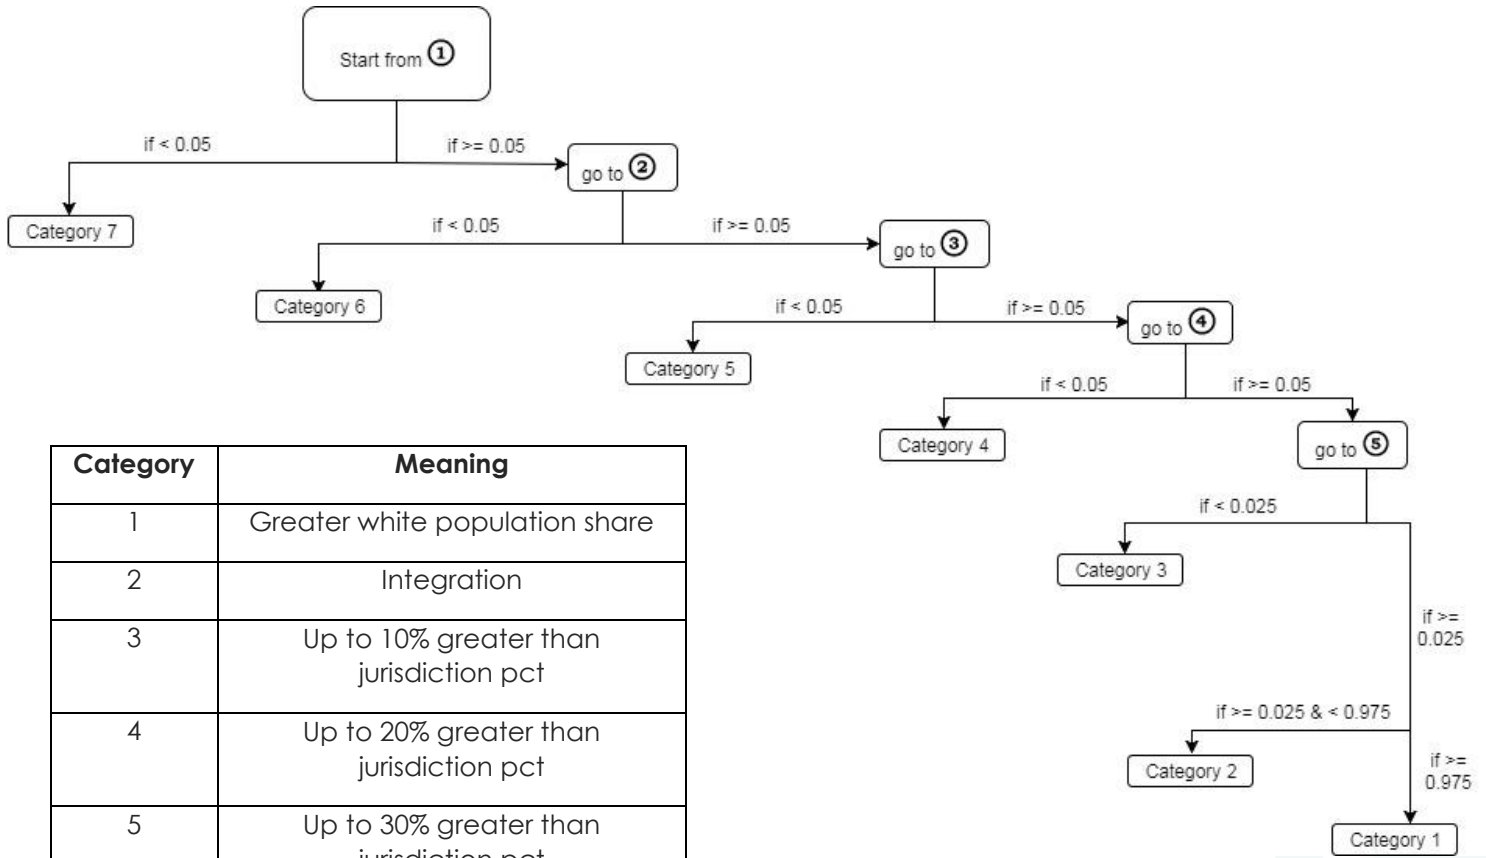 Start from ①
if < 0.05
if >= 0.05
go to ②
Category 7
if < 0.05
if >= 0.05
go to ③
Category 6
if < 0.05
if >= 0.05
go to ④
Category 5
if < 0.05
if >= 0.05
Category 4
go to ⑤
if < 0.025
Category 3
if >=
0.025
if >= 0.025 & < 0.975
Category 2
if >=
0.975
Category 1
Category Meaning
1 Greater white population share
2 Integration
3 Up to 10% greater than
jurisdiction pct
4 Up to 20% greater than
jurisdiction pct
5 Up to 30% greater than
jurisdiction pct